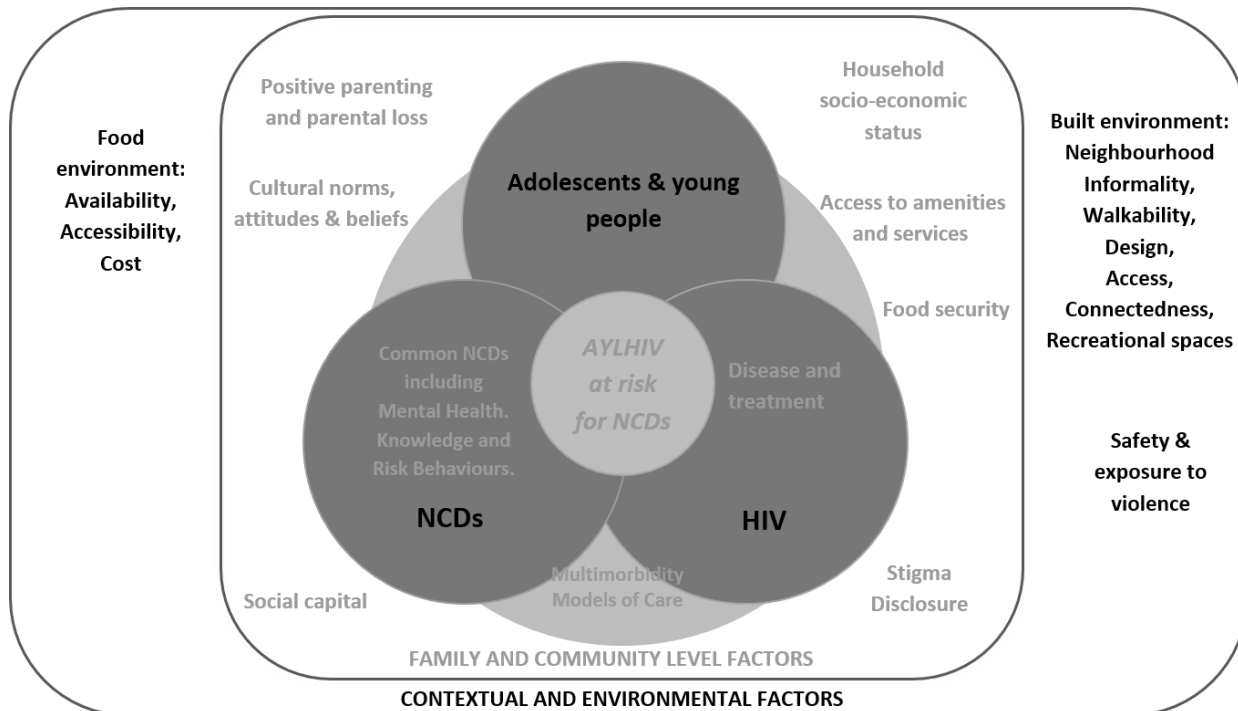 Positive parenting
and parental loss
Household
socio-economic
status
Food
environment:
Availability,
Accessibility,
Cost
Built environment:
Neighbourhood
Informality,
Walkability,
Design,
Access,
Connectedness,
Recreational spaces
Cultural norms,
attitudes & beliefs
Adolescents & young
people
Access to amenities
and services
Food security
Common NCDs
including
Mental Health.
Knowledge and
Risk Behaviours.
AYLHIV
at risk
for NCDs
Disease and
treatment
Safety &
exposure to
violence
NCDs
HIV
Social capital
Multimorbidity
Models of Care
Stigma
Disclosure
FAMILY AND COMMUNITY LEVEL FACTORS
CONTEXTUAL AND ENVIRONMENTAL FACTORS